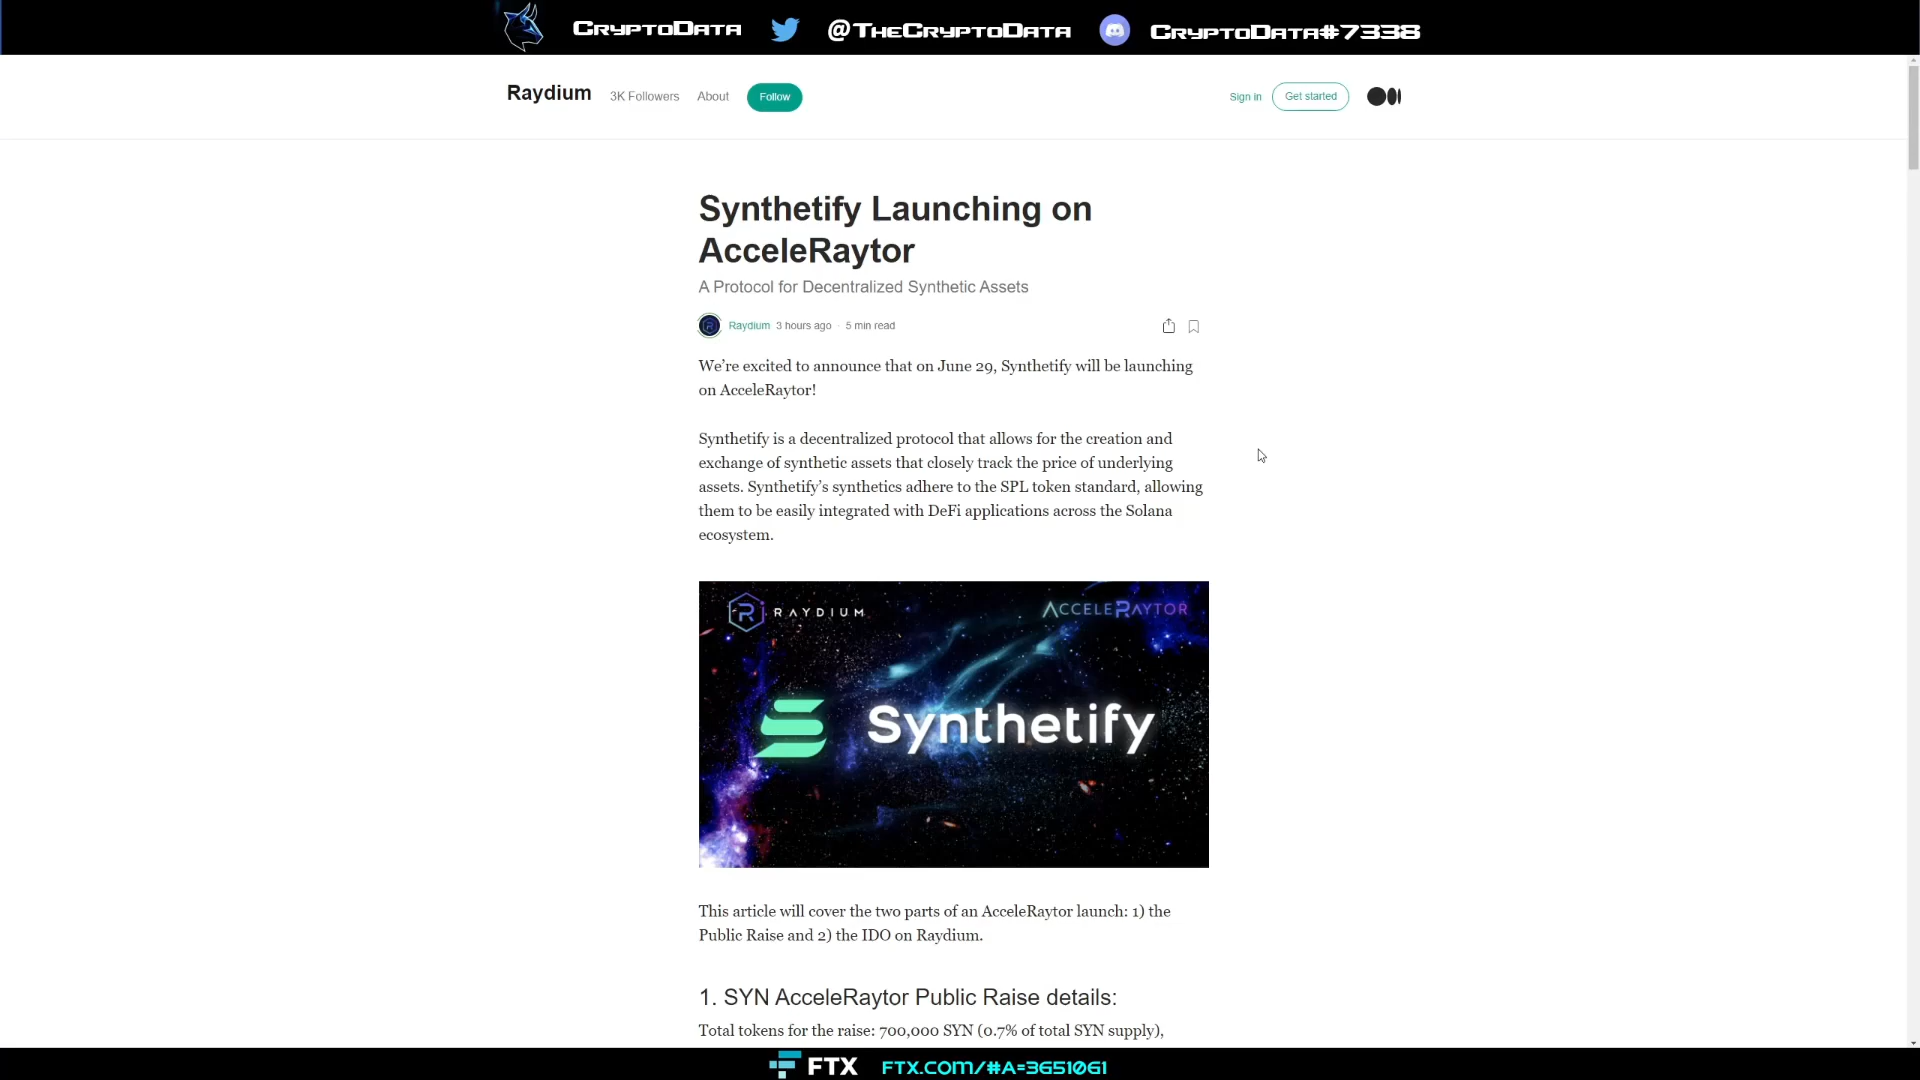 CryptoData @TheCryptoData CryptoData#7338
Raydium 3K Followers About Follow Sign in Get started
Synthetify Launching on
AcceleRaytor
A Protocol for Decentralized Synthetic Assets
Raydium 3 hours ago · 5 min read
We’re excited to announce that on June 29, Synthetify will be launching
on AcceleRaytor!
Synthetify is a decentralized protocol that allows for the creation and
exchange of synthetic assets that closely track the price of underlying
assets. Synthetify’s synthetics adhere to the SPL token standard, allowing
them to be easily integrated with DeFi applications across the Solana
ecosystem.
RAYDIUM ACCELERAYTOR
Synthetify
This article will cover the two parts of an AcceleRaytor launch: 1) the
Public Raise and 2) the IDO on Raydium.
1. SYN AcceleRaytor Public Raise details:
Total tokens for the raise: 700,000 SYN (0.7% of total SYN supply),
FTX FTX.COM/#A=3651061